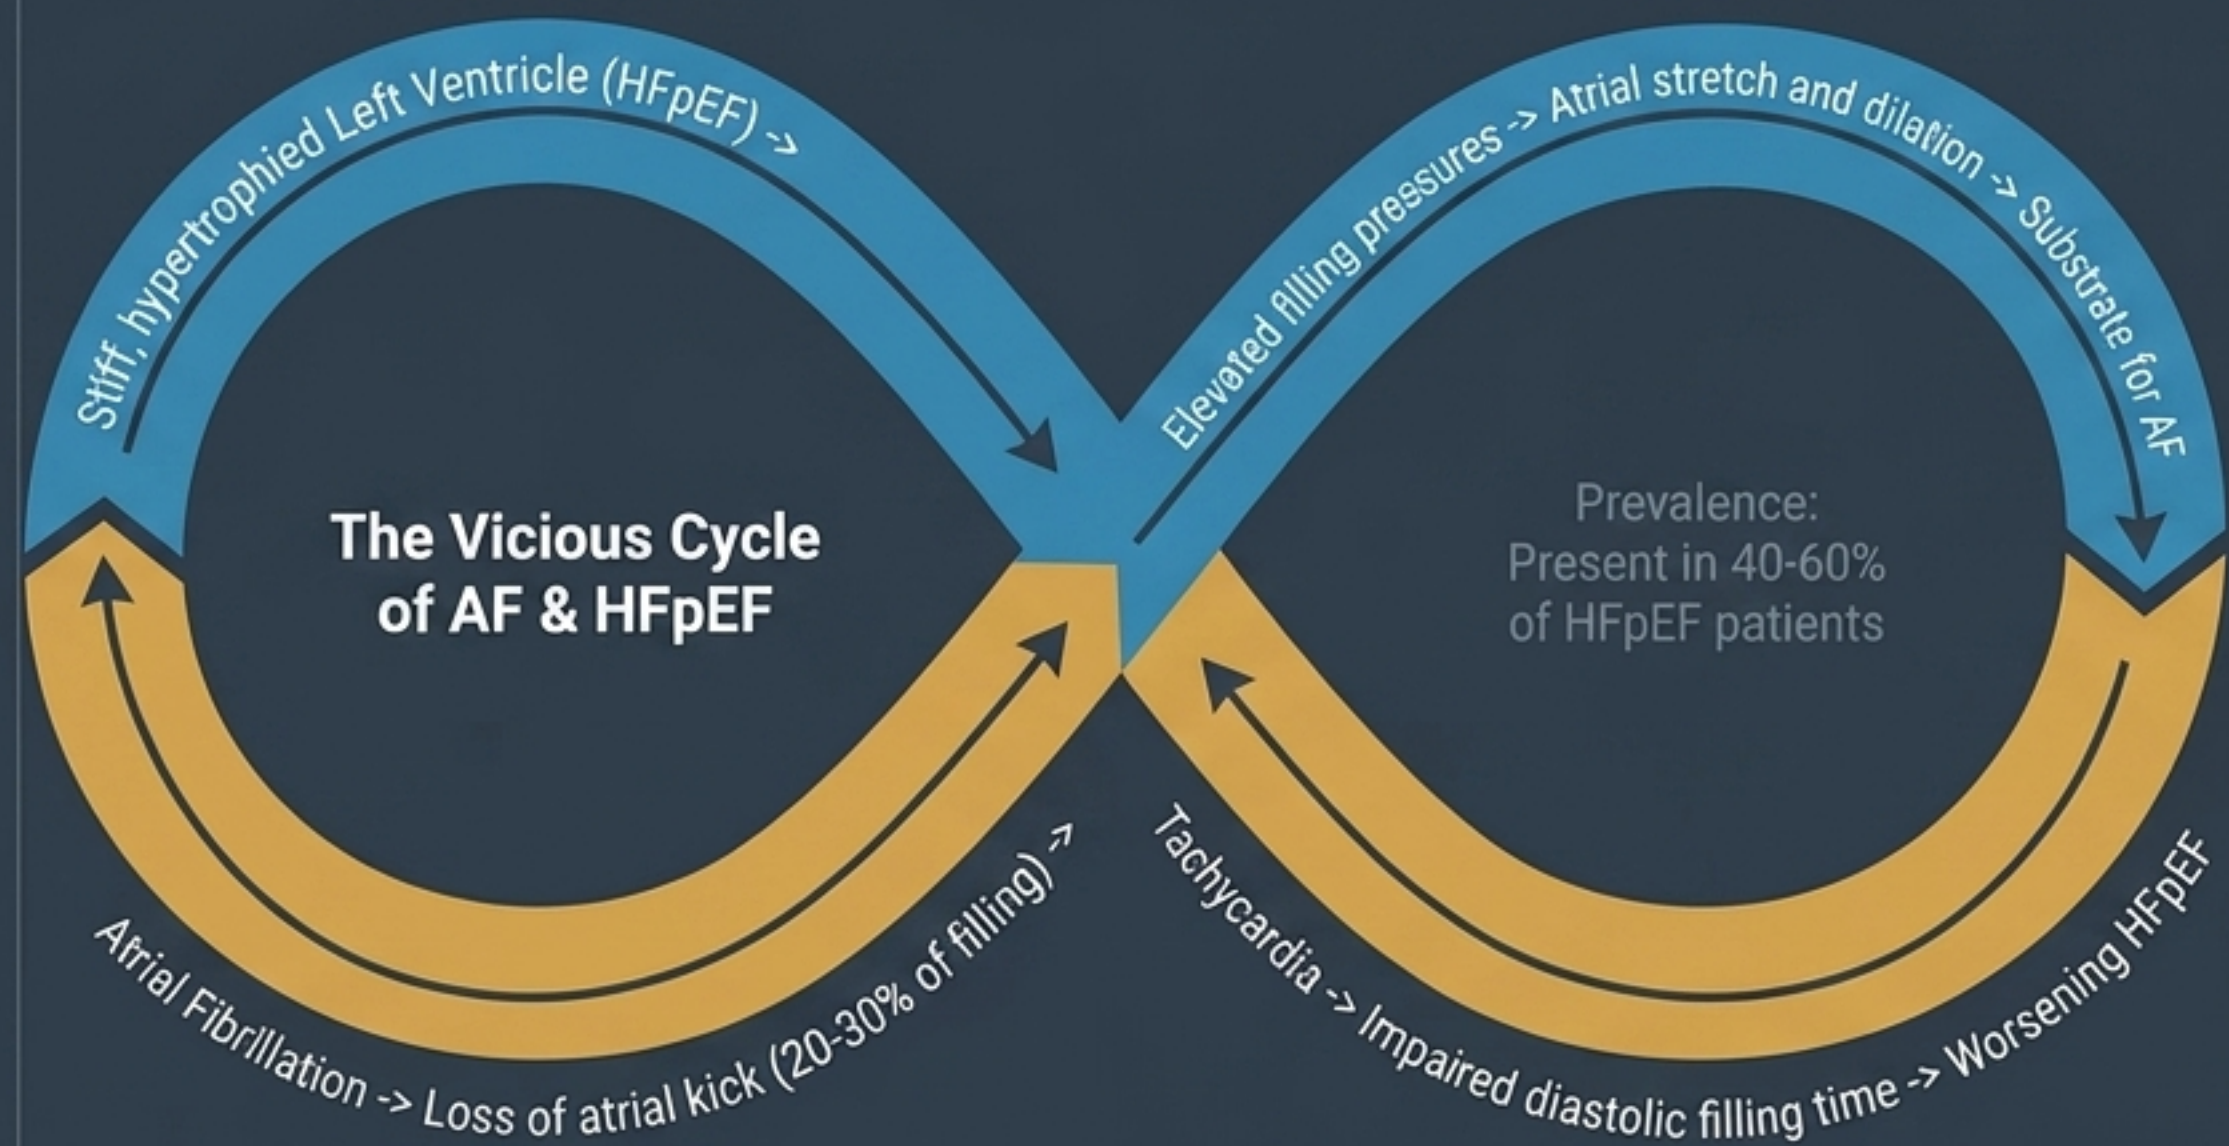 Stiff, hypertrophied Left Ventricle (HFpEF) ->
Elevated filling pressures -> Atrial stretch and dilation -> Substrate for AF
The Vicious Cycle
of AF & HFpEF
Prevalence:
Present in 40-60%
of HFpEF patients
Atrial Fibrillation -> Loss of atrial kick (20-30% of filling) ->
Tachycardia -> Impaired diastolic filling time -> Worsening HFpEF